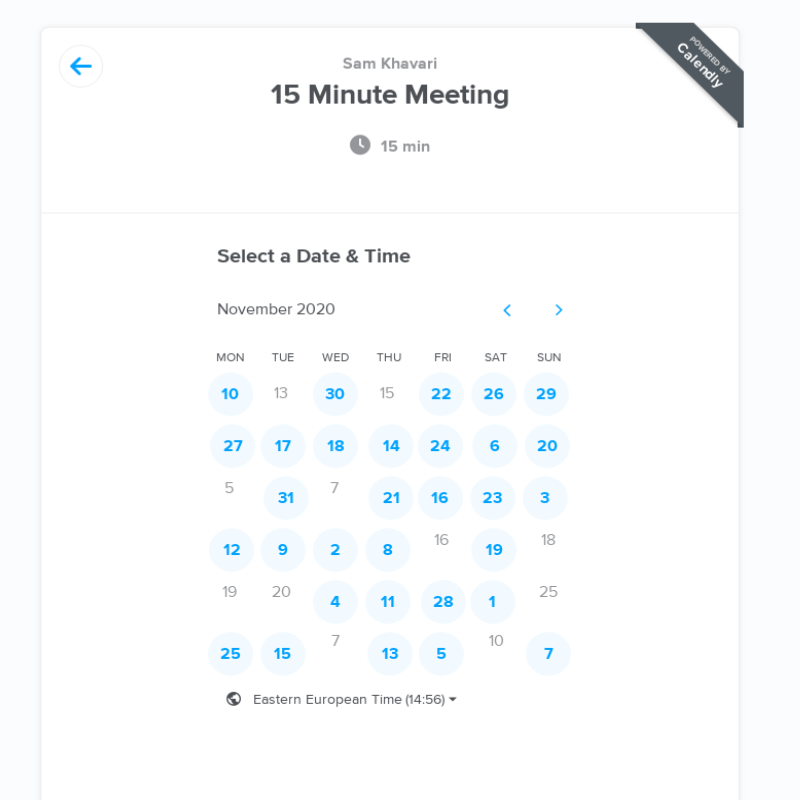 POWERED BY
Calendly
Sam Khavari
15 Minute Meeting
15 min
Select a Date & Time
November 2020
MON TUE WED THU FRI SAT SUN
10 13 30 15 22 26 29
27 17 18 14 24 6 20
5 31 7 21 16 23 3
12 9 2 8 16 19 18
19 20 4 11 28 1 25
25 15 7 13 5 10 7
Eastern European Time (14:56)